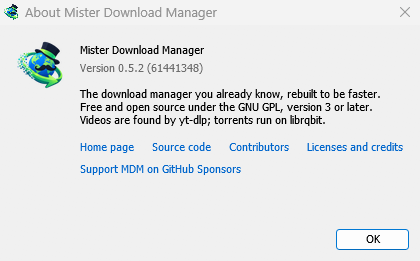 About Mister Download Manager
Mister Download Manager
Version 0.5.2 (61441348)
The download manager you already know, rebuilt to be faster.
Free and open source under the GNU GPL, version 3 or later.
Videos are found by yt-dlp; torrents run on librqbit.
Home page Source code Contributors Licenses and credits
Support MDM on GitHub Sponsors
OK